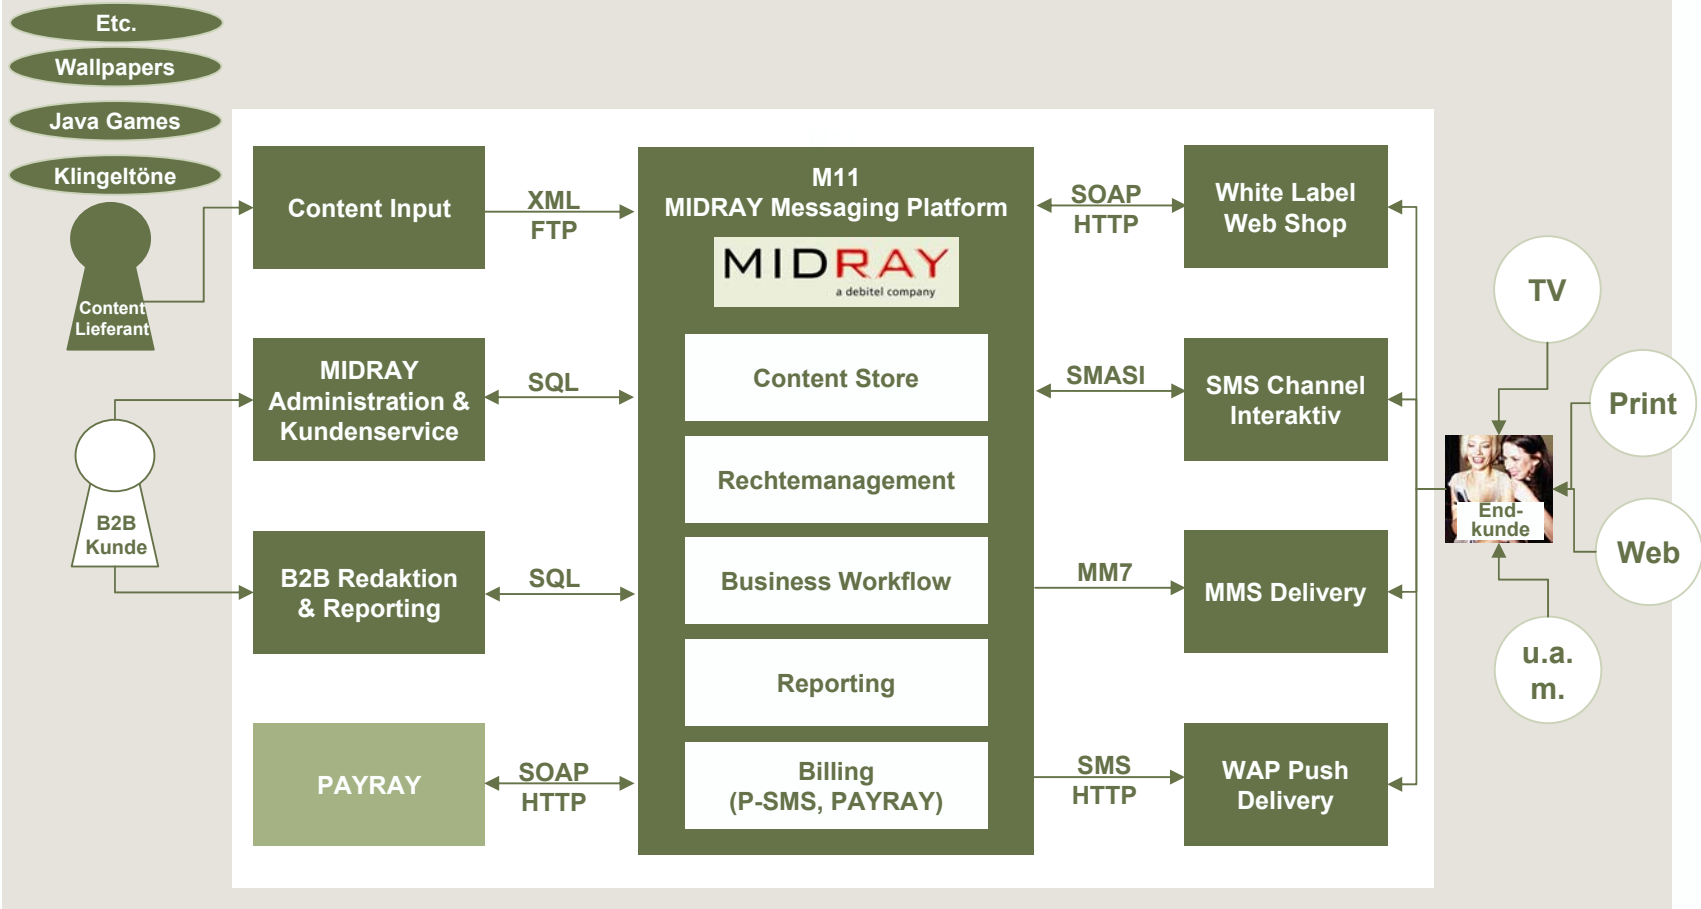 Etc.
Wallpapers
Java Games
Klingeltöne
Content
Lieferant
B2B
Kunde
Content Input
MIDRAY
Administration &
Kundenservice
B2B Redaktion
& Reporting
PAYRAY
XML
FTP
SQL
SQL
SOAP
HTTP
M11
MIDRAY Messaging Platform
MIDRAY
a debitel company
Content Store
Rechtemanagement
Business Workflow
Reporting
Billing
(P-SMS, PAYRAY)
SOAP
HTTP
SMASI
MM7
SMS
HTTP
White Label
Web Shop
SMS Channel
Interaktiv
MMS Delivery
WAP Push
Delivery
End-
kunde
TV
Print
Web
u.a.
m.